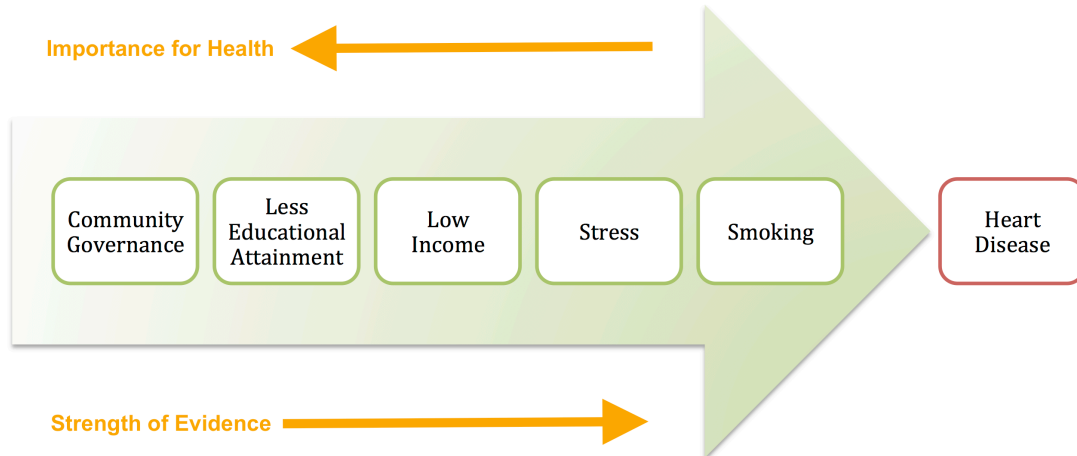 Importance for Health
Community
Governance
Less
Educational
Attainment
Low
Income
Stress
Smoking
Heart
Disease
Strength of Evidence